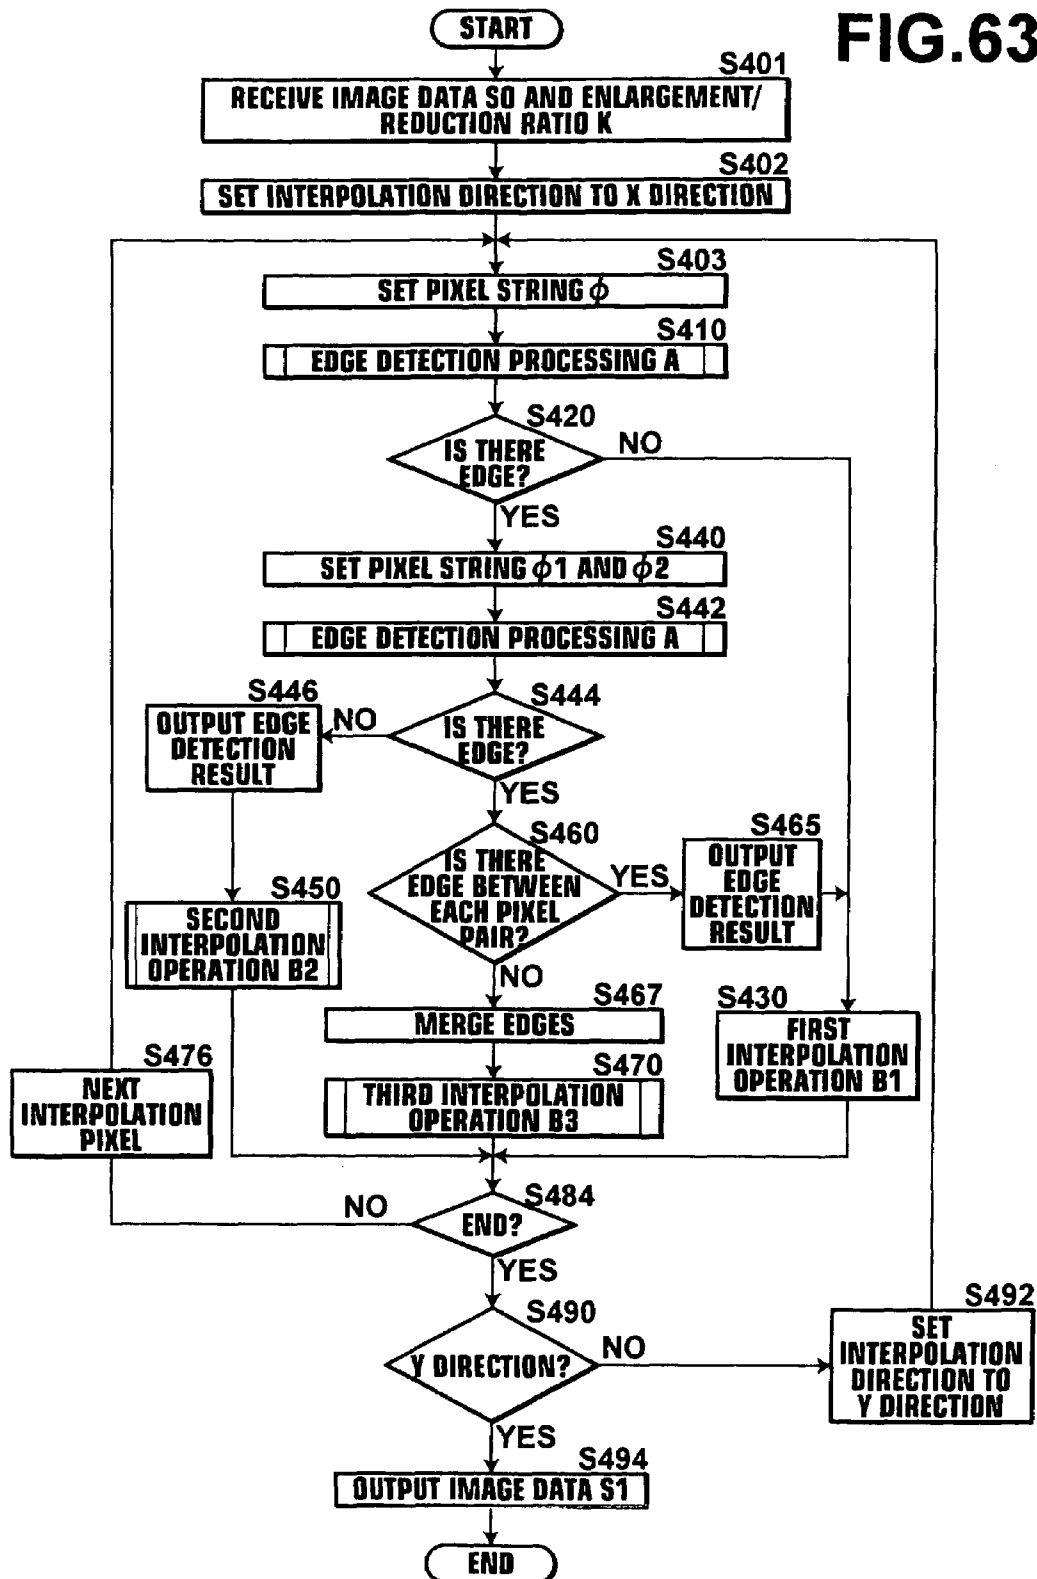 START
FIG.63
S401
RECEIVE IMAGE DATA S0 AND ENLARGEMENT/
REDUCTION RATIO K
S402
SET INTERPOLATION DIRECTION TO X DIRECTION
S403
SET PIXEL STRING ϕ
S410
EDGE DETECTION PROCESSING A
S420
IS THERE
EDGE?
NO
YES
S440
SET PIXEL STRING ϕ1 AND ϕ2
S442
EDGE DETECTION PROCESSING A
S444
IS THERE
EDGE?
NO
YES
S446
OUTPUT EDGE
DETECTION
RESULT
S460
IS THERE
EDGE BETWEEN
EACH PIXEL
PAIR?
YES
NO
S465
OUTPUT
EDGE
DETECTION
RESULT
S450
SECOND
INTERPOLATION
OPERATION B2
S467
MERGE EDGES
S430
FIRST
INTERPOLATION
OPERATION B1
S470
THIRD INTERPOLATION
OPERATION B3
S476
NEXT
INTERPOLATION
PIXEL
S484
END?
NO
YES
S490
Y DIRECTION?
NO
YES
S492
SET
INTERPOLATION
DIRECTION TO
Y DIRECTION
S494
OUTPUT IMAGE DATA S1
END